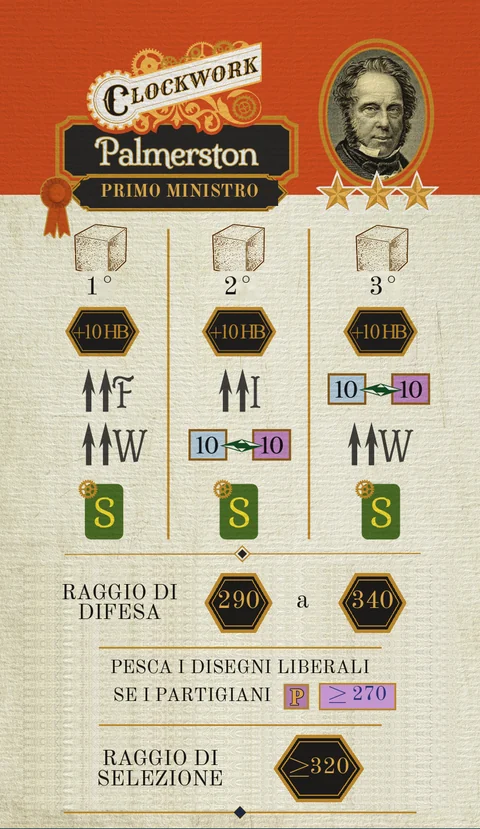 CLOCKWORK
Palmerston
PRIMO MINISTRO
1° 2° 3°
+10 HB +10 HB +10 HB
F I 10 10
W 10 10 W
S S S
RAGGIO DI
DIFESA 290 a 340
PESCA I DISEGNI LIBERALI
SE I PARTIGIANI P ≥ 270
RAGGIO DI
SELEZIONE ≥320